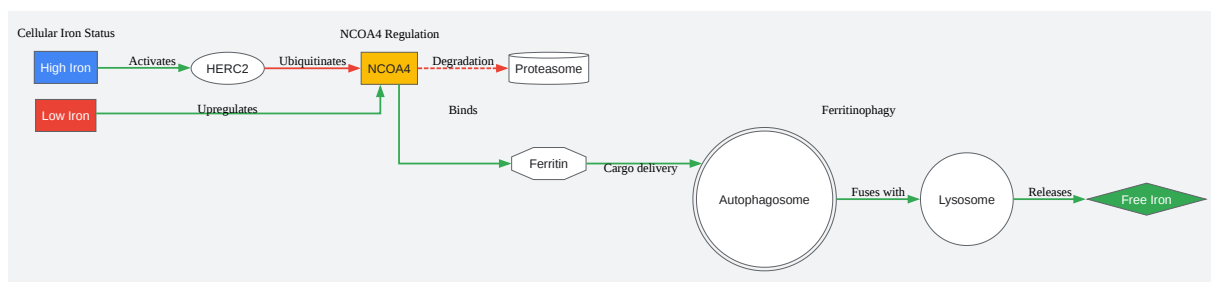 Cellular Iron Status
NCOA4 Regulation
High Iron
Activates
HERC2
Ubiquitinates
NCOA4
Degradation
Proteasome
Low Iron
Upregulates
Binds
Ferritinophagy
Ferritin
Cargo delivery
Autophagosome
Fuses with
Lysosome
Releases
Free Iron